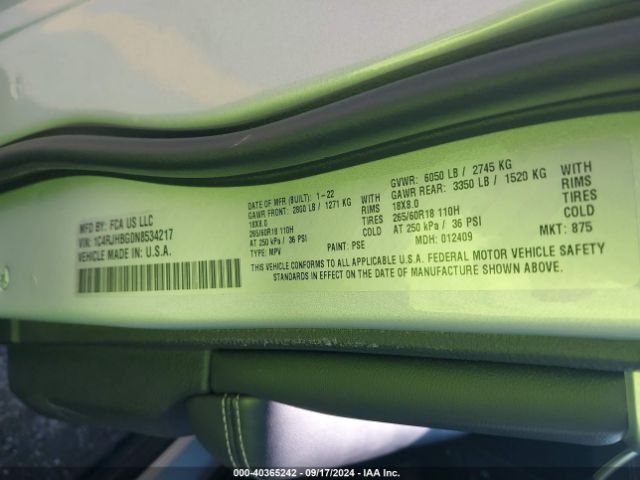 MFD BY: FCA US LLC
VIN: 1C4RJHBG0N8534217
VEHICLE MADE IN: U.S.A.
DATE OF MFR (BUILT): 1-22
GAWR FRONT: 2800 LB / 1271 KG WITH
18X8.0 RIMS
265/60R18 110H TIRES
AT 250 kPa / 36 PSI COLD
TYPE: MPV PAINT: PSE
GVWR: 6050 LB / 2745 KG
GAWR REAR: 3350 LB / 1520 KG WITH
18X8.0 RIMS
265/60R18 110H TIRES
AT 250 kPa / 36 PSI COLD
MDH: 012409 MKT: 875
THIS VEHICLE CONFORMS TO ALL APPLICABLE U.S.A. FEDERAL MOTOR VEHICLE SAFETY
STANDARDS IN EFFECT ON THE DATE OF MANUFACTURE SHOWN ABOVE.
000-40365242 - 09/17/2024 - IAA Inc.